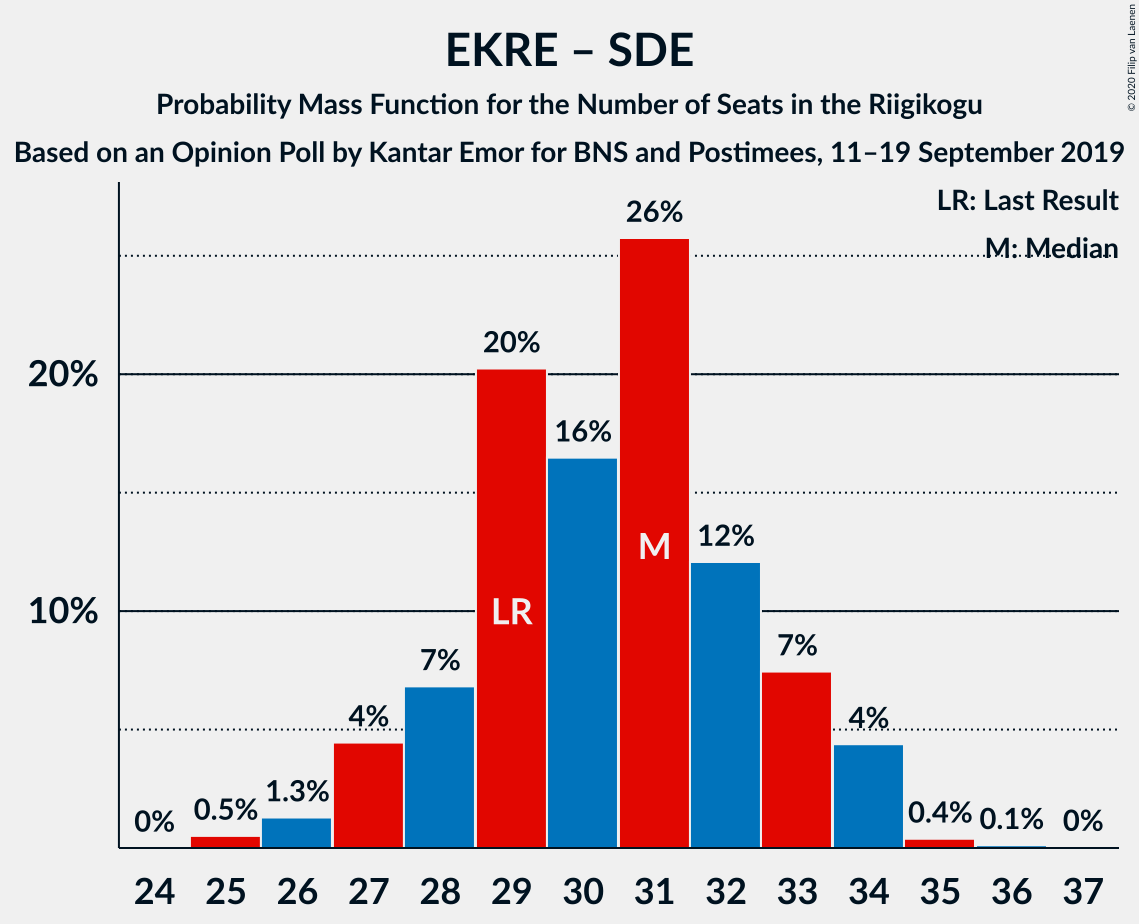 EKRE – SDE
Probability Mass Function for the Number of Seats in the Riigikogu
Based on an Opinion Poll by Kantar Emor for BNS and Postimees, 11–19 September 2019
© 2020 Filip van Laenen
LR: Last Result
M: Median
26%
20%
20%
16%
M
12%
10%
LR
7%
7%
4%
4%
0%
0.5%
1.3%
0.4%
0.1%
0%
24 25 26 27 28 29 30 31 32 33 34 35 36 37